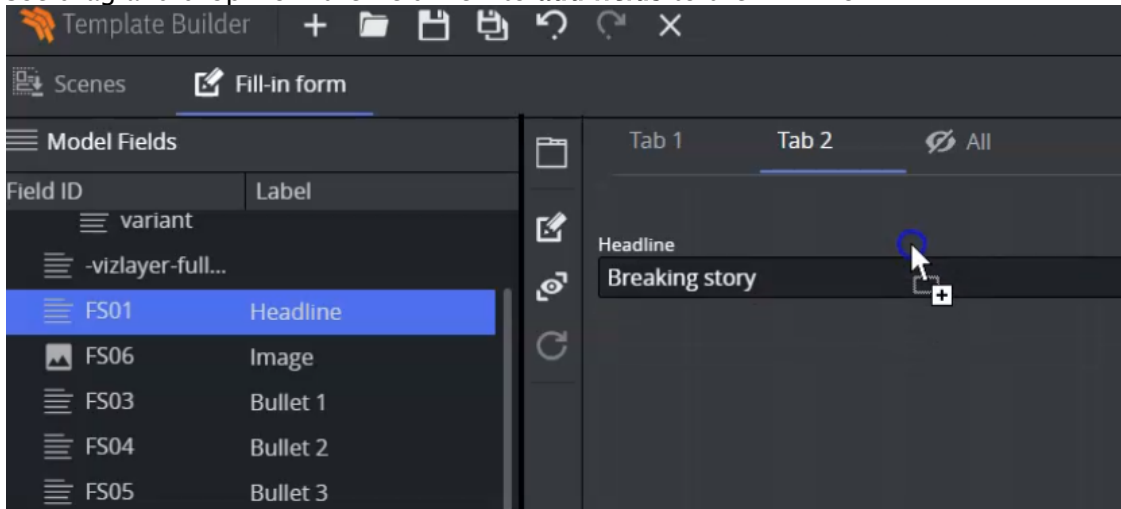 Template Builder
Scenes
Fill-in form
Model Fields
Field ID Label
variant
-vizlayer-full...
FS01 Headline
FS06 Image
FS03 Bullet 1
FS04 Bullet 2
FS05 Bullet 3
Tab 1 Tab 2 All
Headline
Breaking story